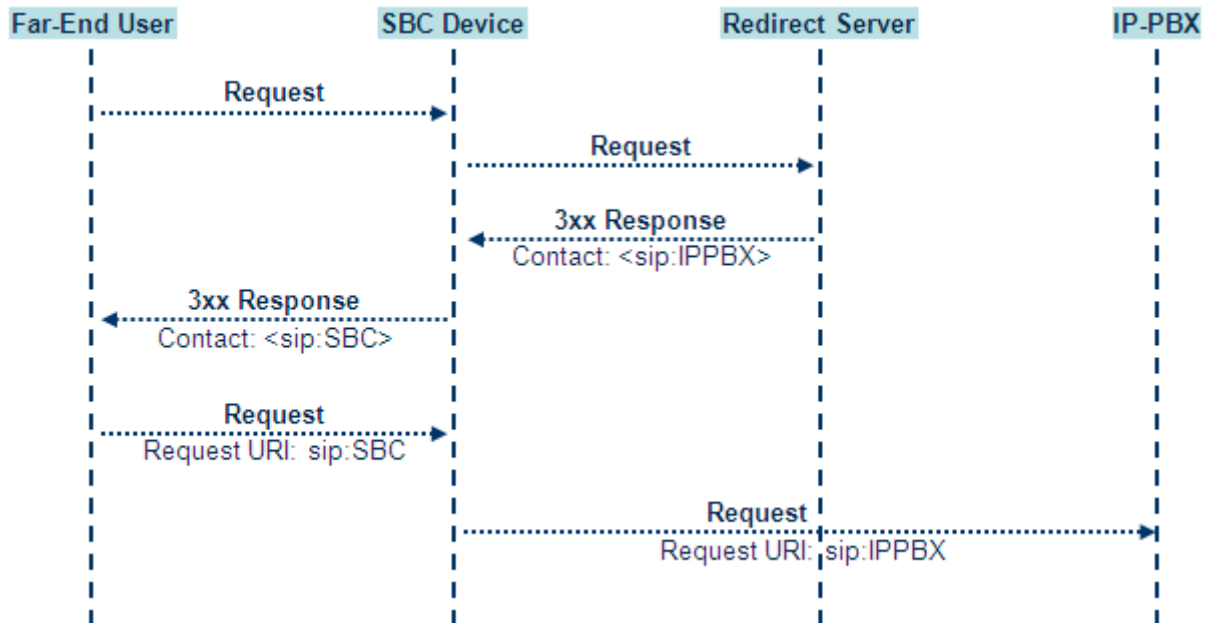 Far-End User
SBC Device
Redirect Server
IP-PBX
Request
Request
3xx Response
Contact: <sip:IPPBX>
3xx Response
Contact: <sip:SBC>
Request
Request URI: sip:SBC
Request
Request URI: sip:IPPBX